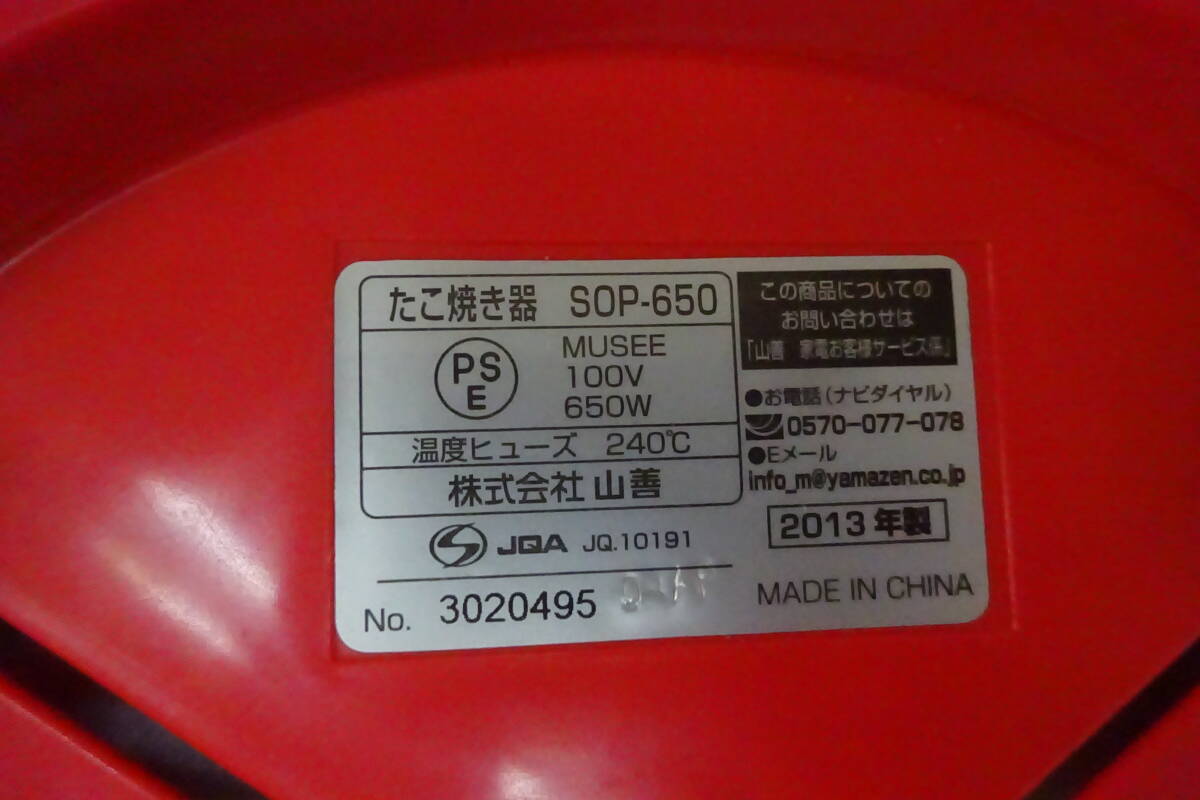 たこ焼き器 SOP-650
PS
E
MUSEE
100V
650W
温度ヒューズ 240℃
株式会社 山善
JQA JQ.10191
No. 3020495
この商品についての
お問い合わせは
「山善 家電お客様サービス係」
●お電話(ナビダイヤル)
0570-077-078
●Eメール
info_m@yamazen.co.jp
2013年製
MADE IN CHINA